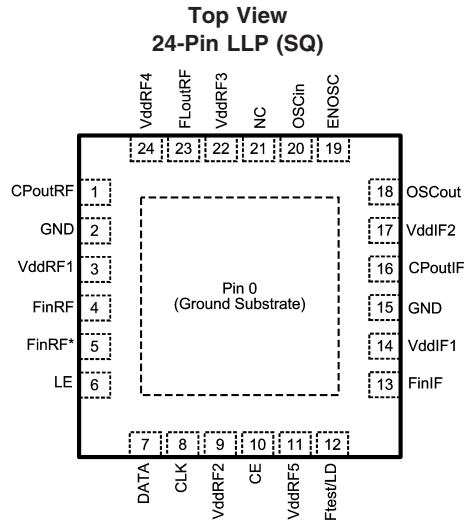 Top View
24-Pin LLP (SQ)
VddRF4
FLoutRF
VddRF3
NC
OSCin
ENOSC
24 23 22 21 20 19
CPoutRF 1
18 OSCout
GND 2
17 VddIF2
VddRF1 3
16 CPoutIF
Pin 0
(Ground Substrate)
FinRF 4
15 GND
FinRF* 5
14 VddIF1
LE 6
13 FinIF
7 8 9 10 11 12
DATA
CLK
VddRF2
CE
VddRF5
Ftest/LD